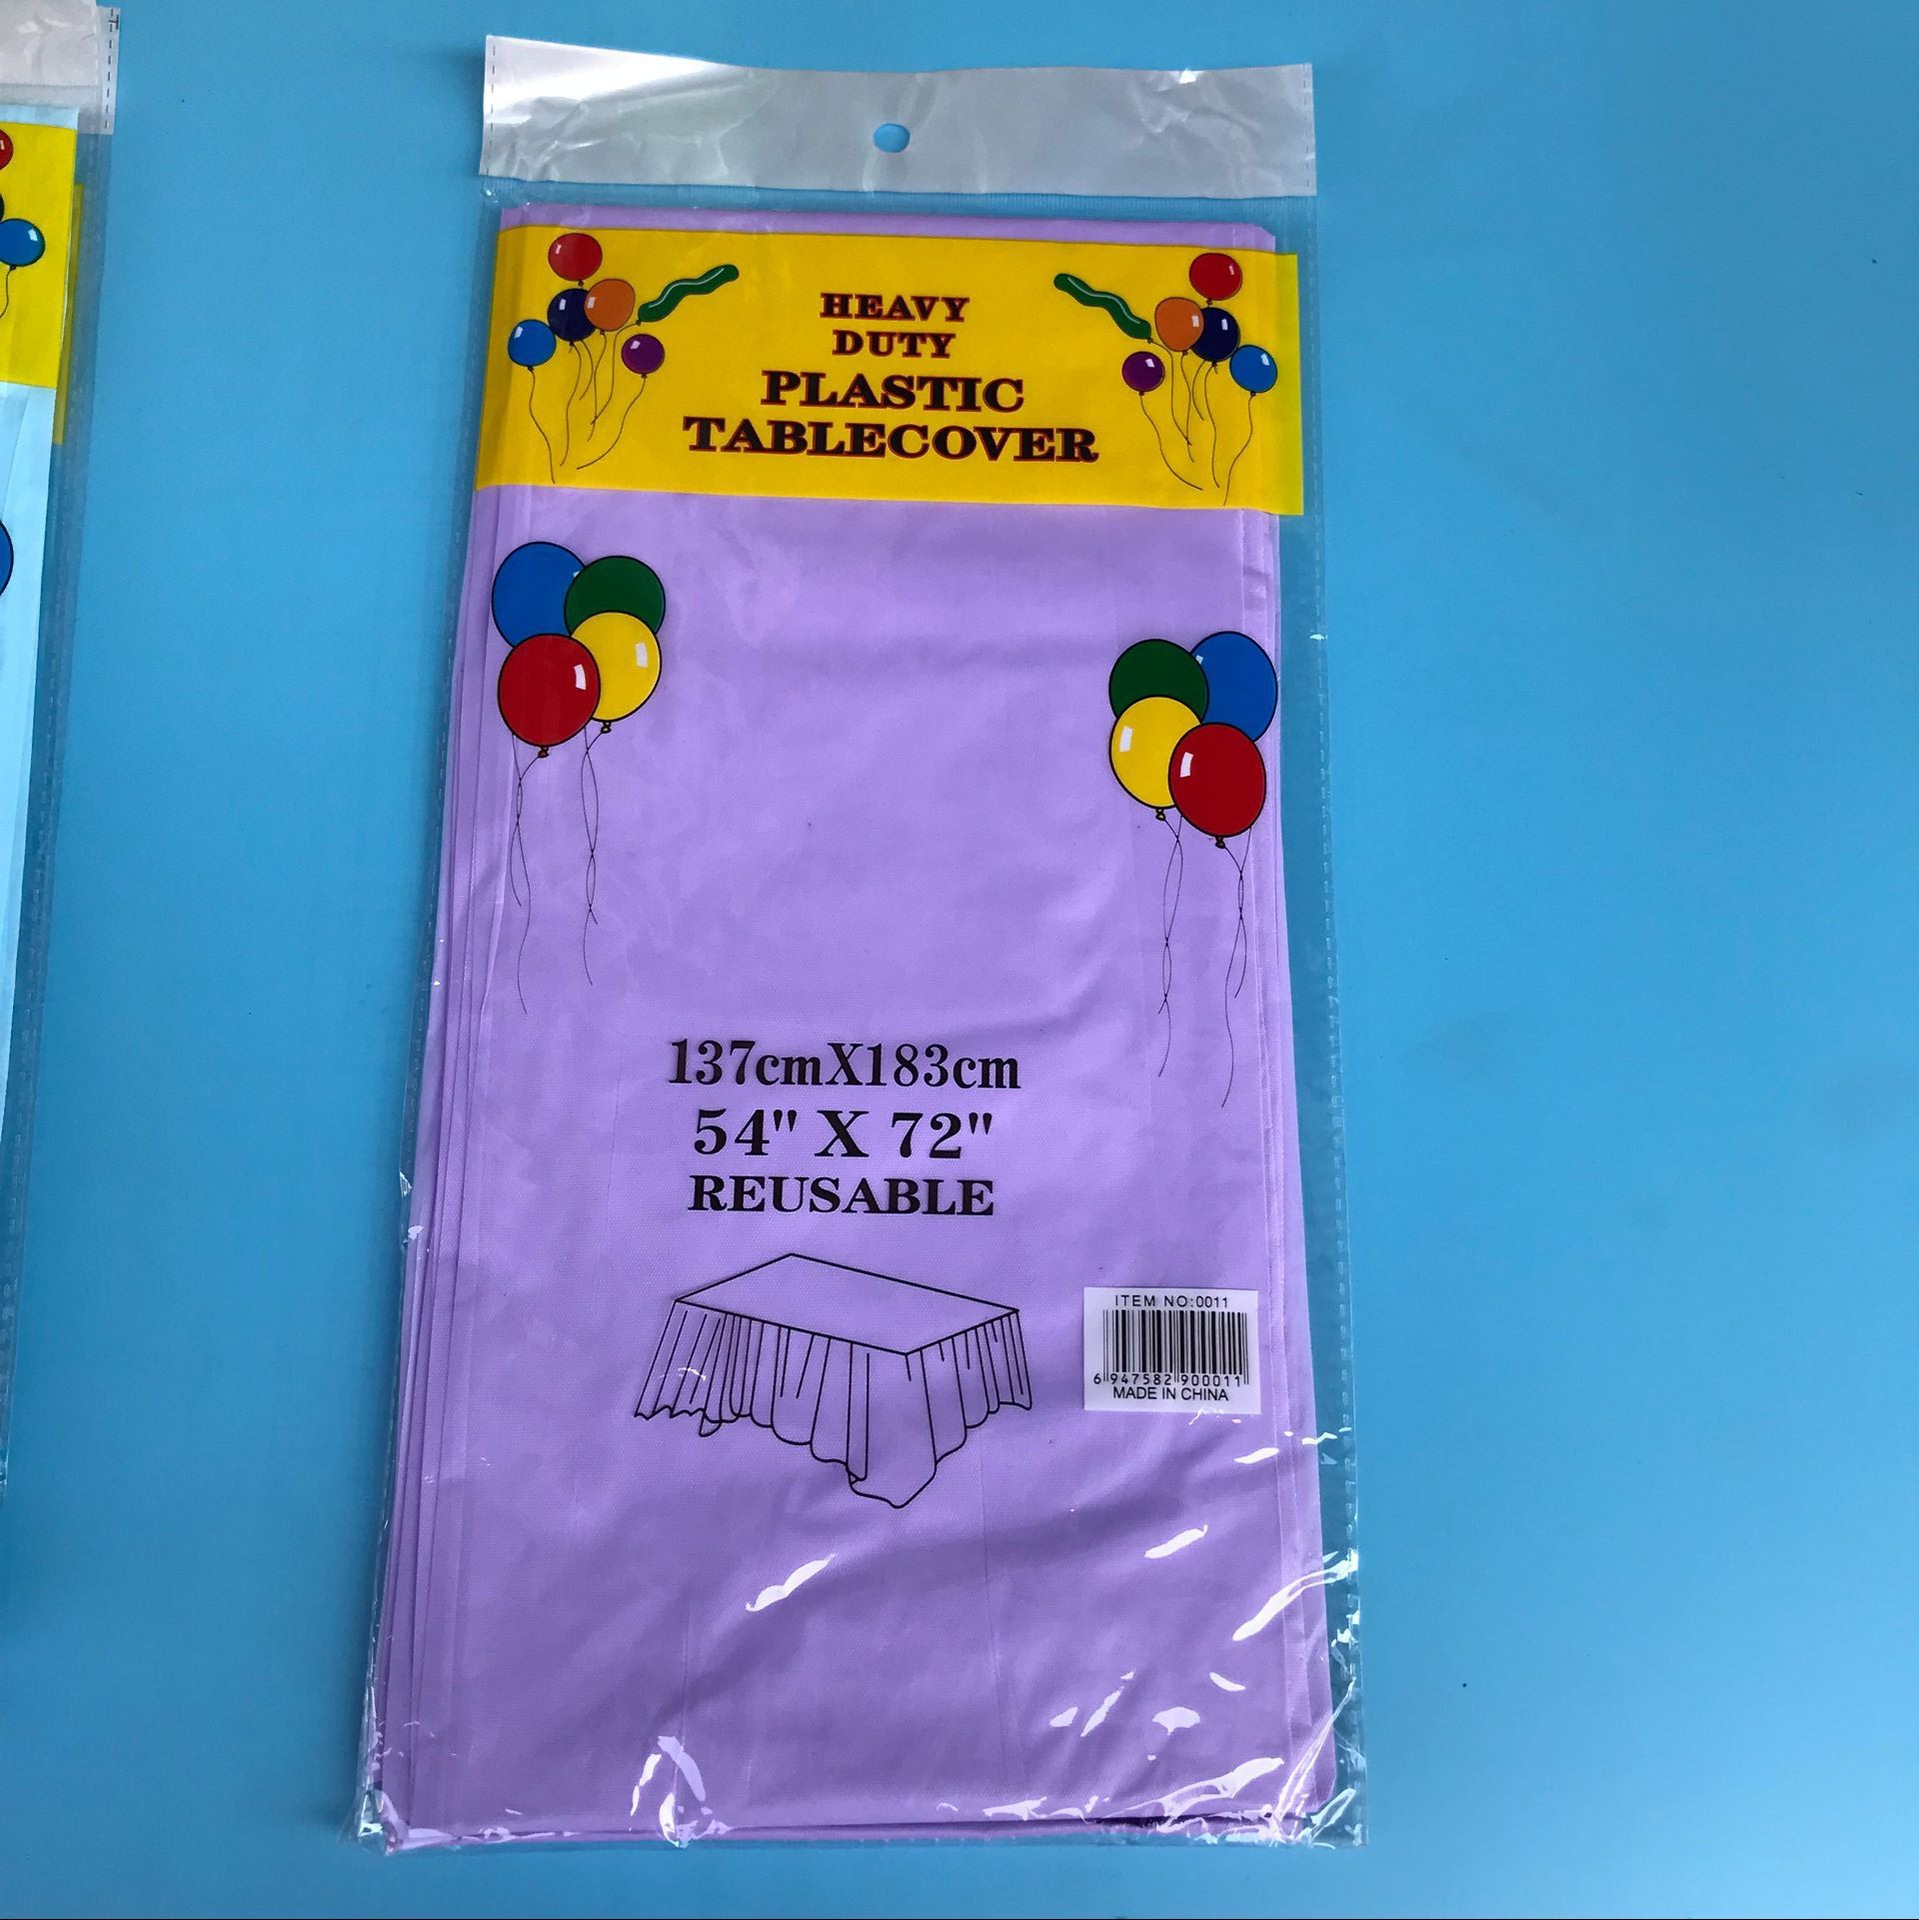 HEAVY
DUTY
PLASTIC
TABLECOVER
137cmX183cm
54" X 72"
REUSABLE
ITEM NO:0011
6 947582 900011
MADE IN CHINA